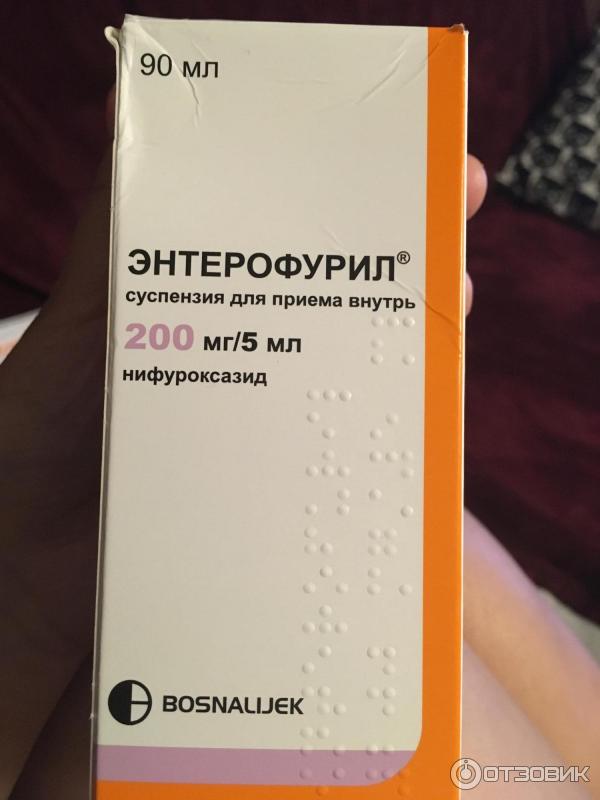 90 мл
ЭНТЕРОФУРИЛ®
суспензия для приема внутрь
200 мг/5 мл
нифуроксазид
BOSNALIJEK
ОТЗОВИК